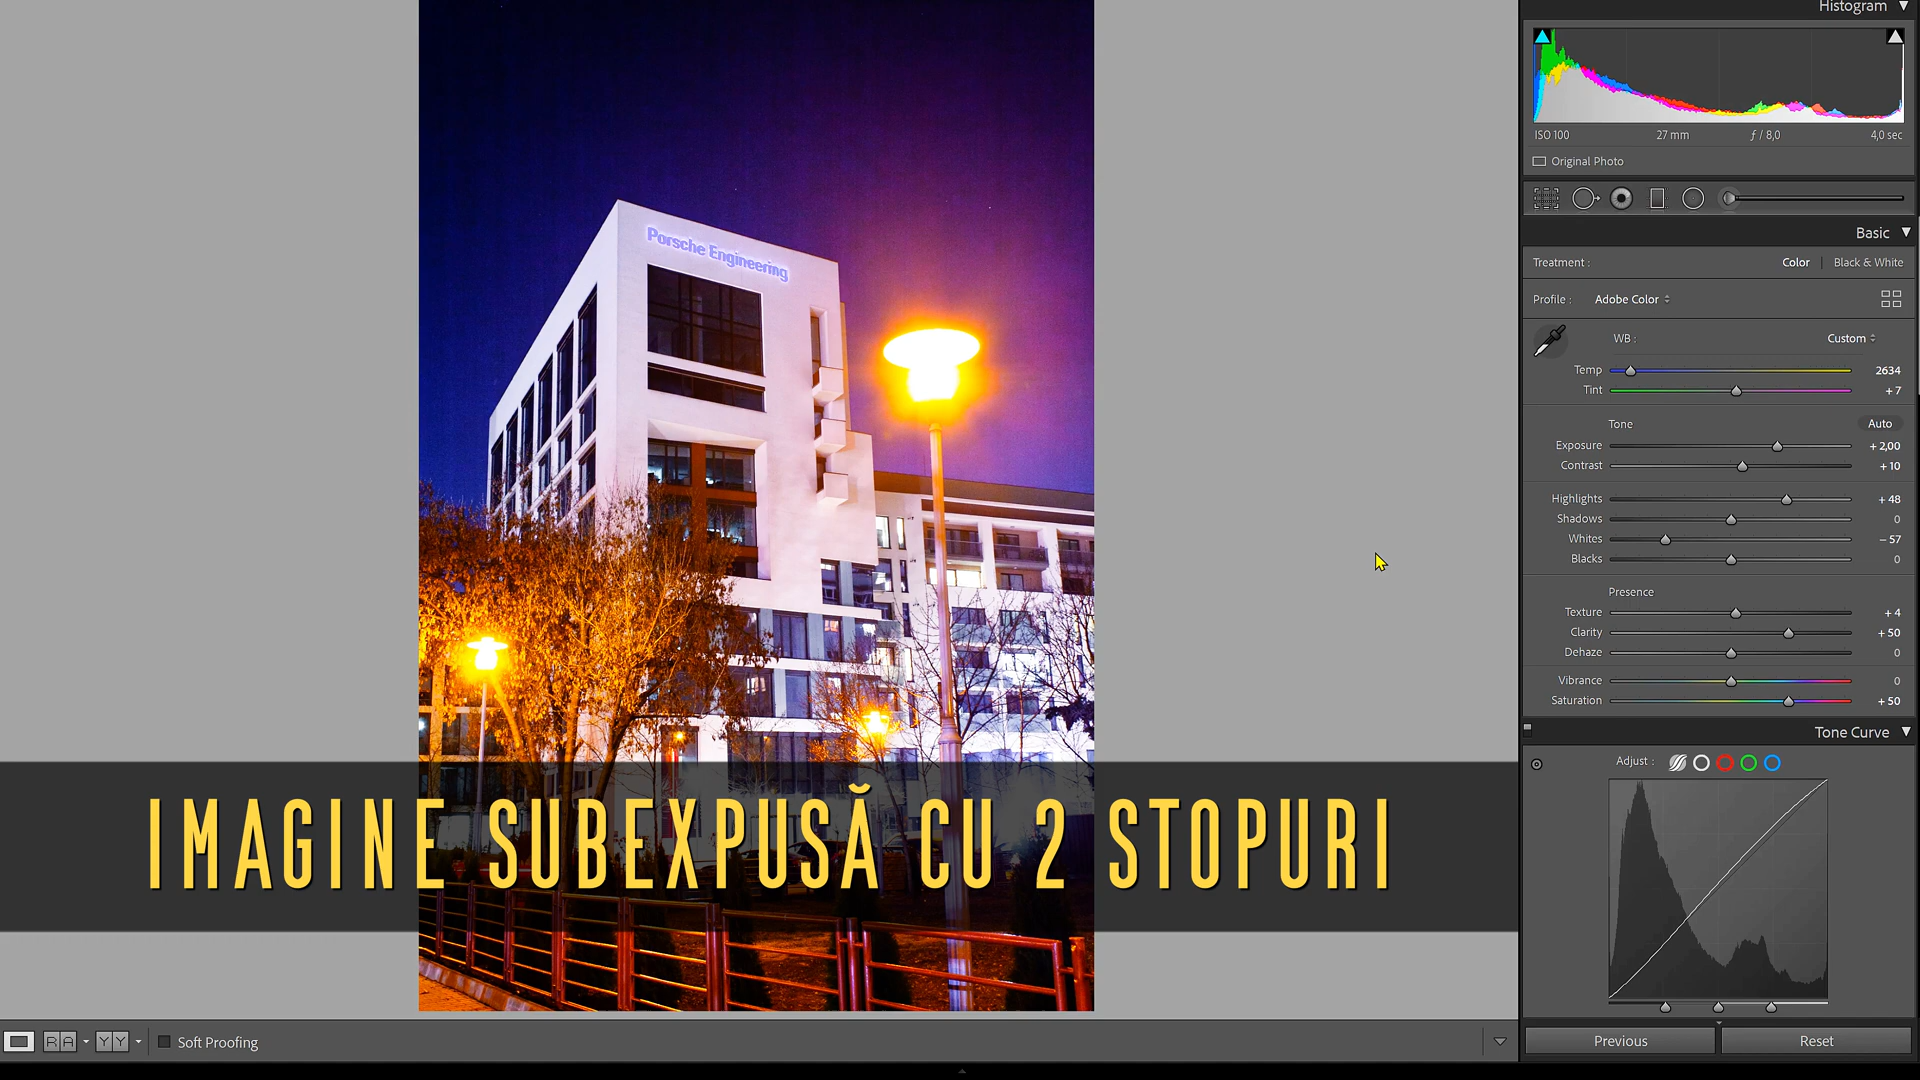 Histogram
ISO 100 27 mm ƒ / 8,0 4,0 sec
Original Photo
Basic
Treatment : Color Black & White
Profile : Adobe Color
WB : Custom
Temp 2634
Tint + 7
Tone Auto
Exposure + 2,00
Contrast + 10
Highlights + 48
Shadows 0
Whites – 57
Blacks 0
Presence
Texture + 4
Clarity + 50
Dehaze 0
Vibrance 0
Saturation + 50
Tone Curve
Adjust :
Porsche Engineering
IMAGINE SUBEXPUSĂ CU 2 STOPURI
R A Y Y Soft Proofing
Previous Reset